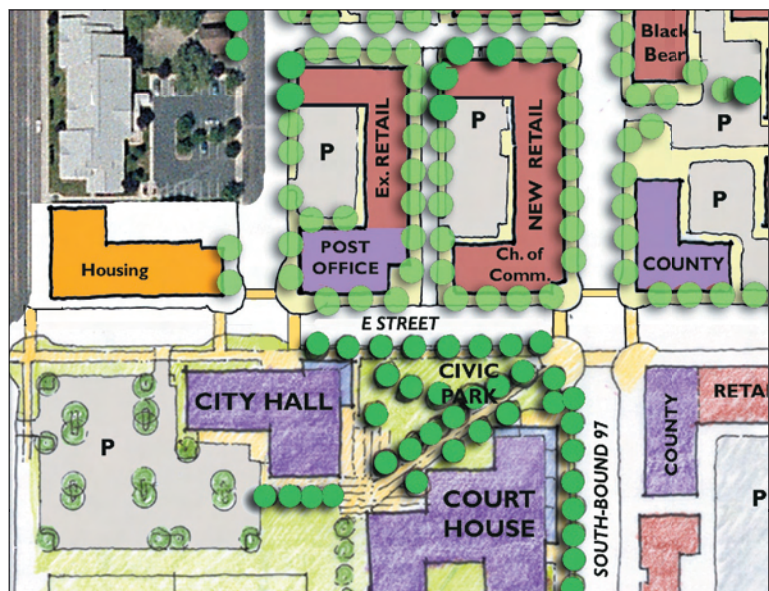 Black
Bear
P
Ex. RETAIL
P
NEW RETAIL
P
P
POST
OFFICE
Ch. of
Comm.
COUNTY
Housing
E STREET
CIVIC
PARK
CITY HALL
P
COUNTY
RETA
COURT
HOUSE
SOUTH-BOUND 97
P